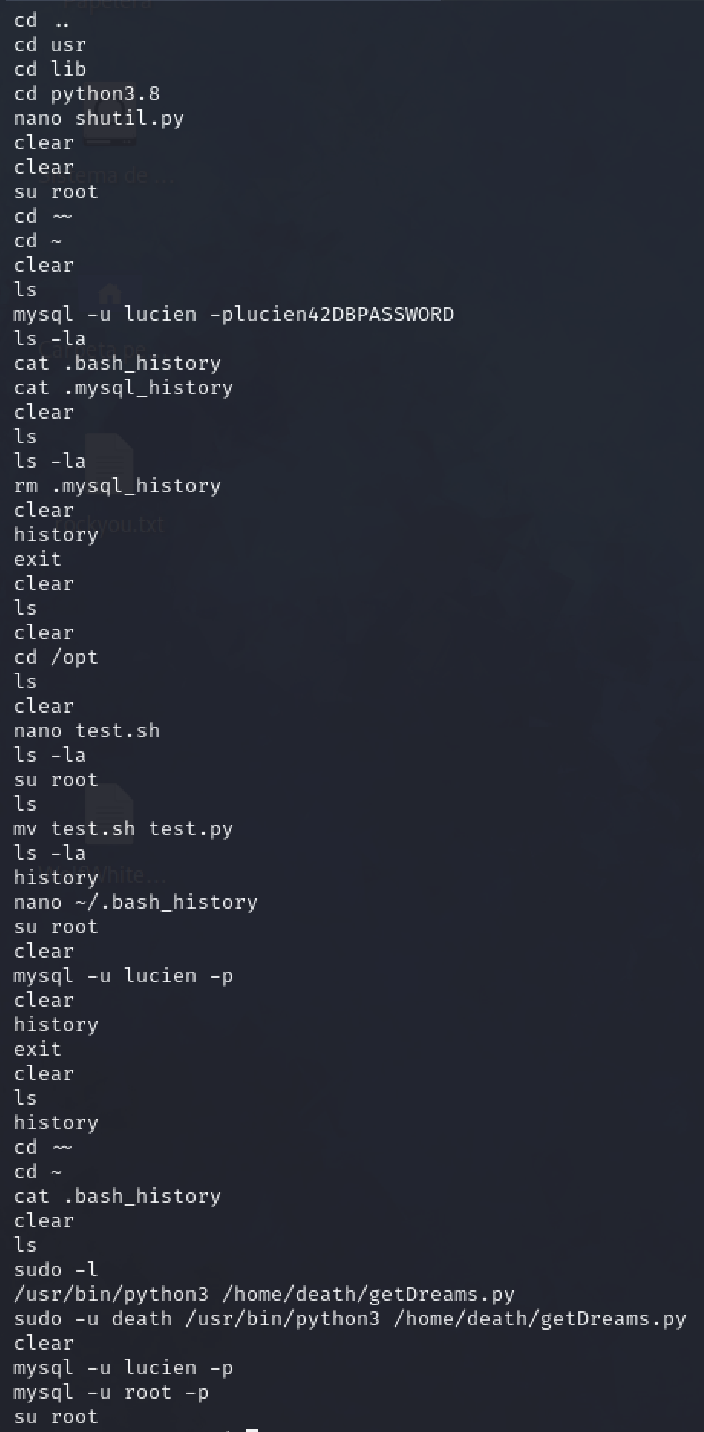 cd ..
cd usr
cd lib
cd python3.8
nano shutil.py
clear
clear
su root
cd ~~
cd ~
clear
ls
mysql -u lucien -plucien42DBPASSWORD
ls -la
cat .bash_history
cat .mysql_history
clear
ls
ls -la
rm .mysql_history
clear
history
exit
clear
ls
clear
cd /opt
ls
clear
nano test.sh
ls -la
su root
ls
mv test.sh test.py
ls -la
history
nano ~/.bash_history
su root
clear
mysql -u lucien -p
clear
history
exit
clear
ls
history
cd ~~
cd ~
cat .bash_history
clear
ls
sudo -l
/usr/bin/python3 /home/death/getDreams.py
sudo -u death /usr/bin/python3 /home/death/getDreams.py
clear
mysql -u lucien -p
mysql -u root -p
su root